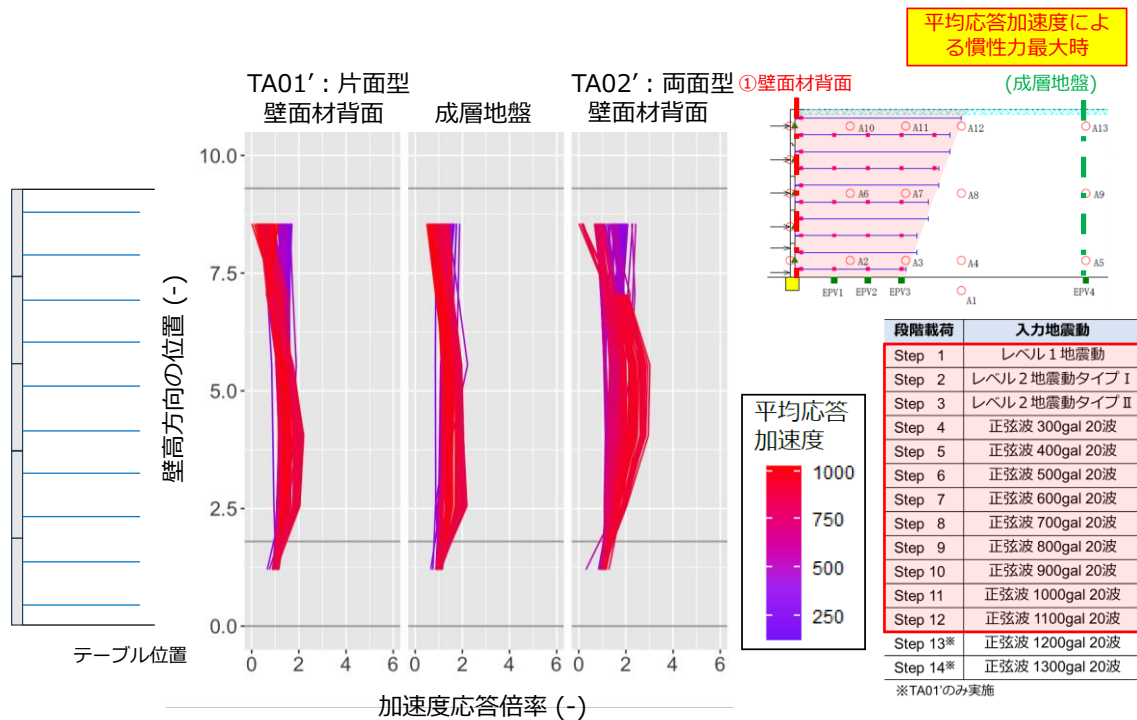 平均応答加速度によ
る慣性力最大時
TA01'：片面型
壁面材背面
成層地盤
TA02'：両面型
壁面材背面
①壁面材背面
(成層地盤)
A10
A11
A12
A13
A6
A7
A8
A9
A2
A3
A4
A5
EPV1
EPV2
EPV3
EPV4
A1
壁高方向の位置 (-)
10.0
7.5
5.0
2.5
0.0
テーブル位置
0 2 4 6
0 2 4 6
0 2 4 6
加速度応答倍率 (-)
平均応答
加速度
1000
750
500
250
段階載荷 入力地震動
Step 1 レベル１地震動
Step 2 レベル２地震動タイプⅠ
Step 3 レベル２地震動タイプⅡ
Step 4 正弦波 300gal 20波
Step 5 正弦波 400gal 20波
Step 6 正弦波 500gal 20波
Step 7 正弦波 600gal 20波
Step 8 正弦波 700gal 20波
Step 9 正弦波 800gal 20波
Step 10 正弦波 900gal 20波
Step 11 正弦波 1000gal 20波
Step 12 正弦波 1100gal 20波
Step 13※ 正弦波 1200gal 20波
Step 14※ 正弦波 1300gal 20波
※TA01'のみ実施